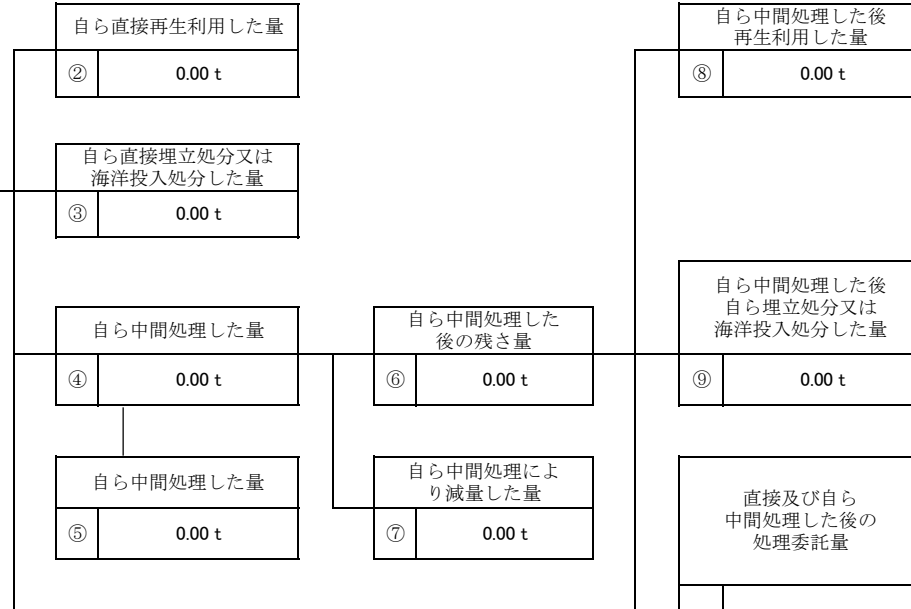 自ら直接再生利用した量
② 0.00 t
自ら直接埋立処分又は
海洋投入処分した量
③ 0.00 t
自ら中間処理した量
④ 0.00 t
自ら中間処理した量
⑤ 0.00 t
自ら中間処理した
後の残さ量
⑥ 0.00 t
自ら中間処理によ
り減量した量
⑦ 0.00 t
自ら中間処理した後
再生利用した量
⑧ 0.00 t
自ら中間処理した後
自ら埋立処分又は
海洋投入処分した量
⑨ 0.00 t
直接及び自ら
中間処理した後の
処理委託量